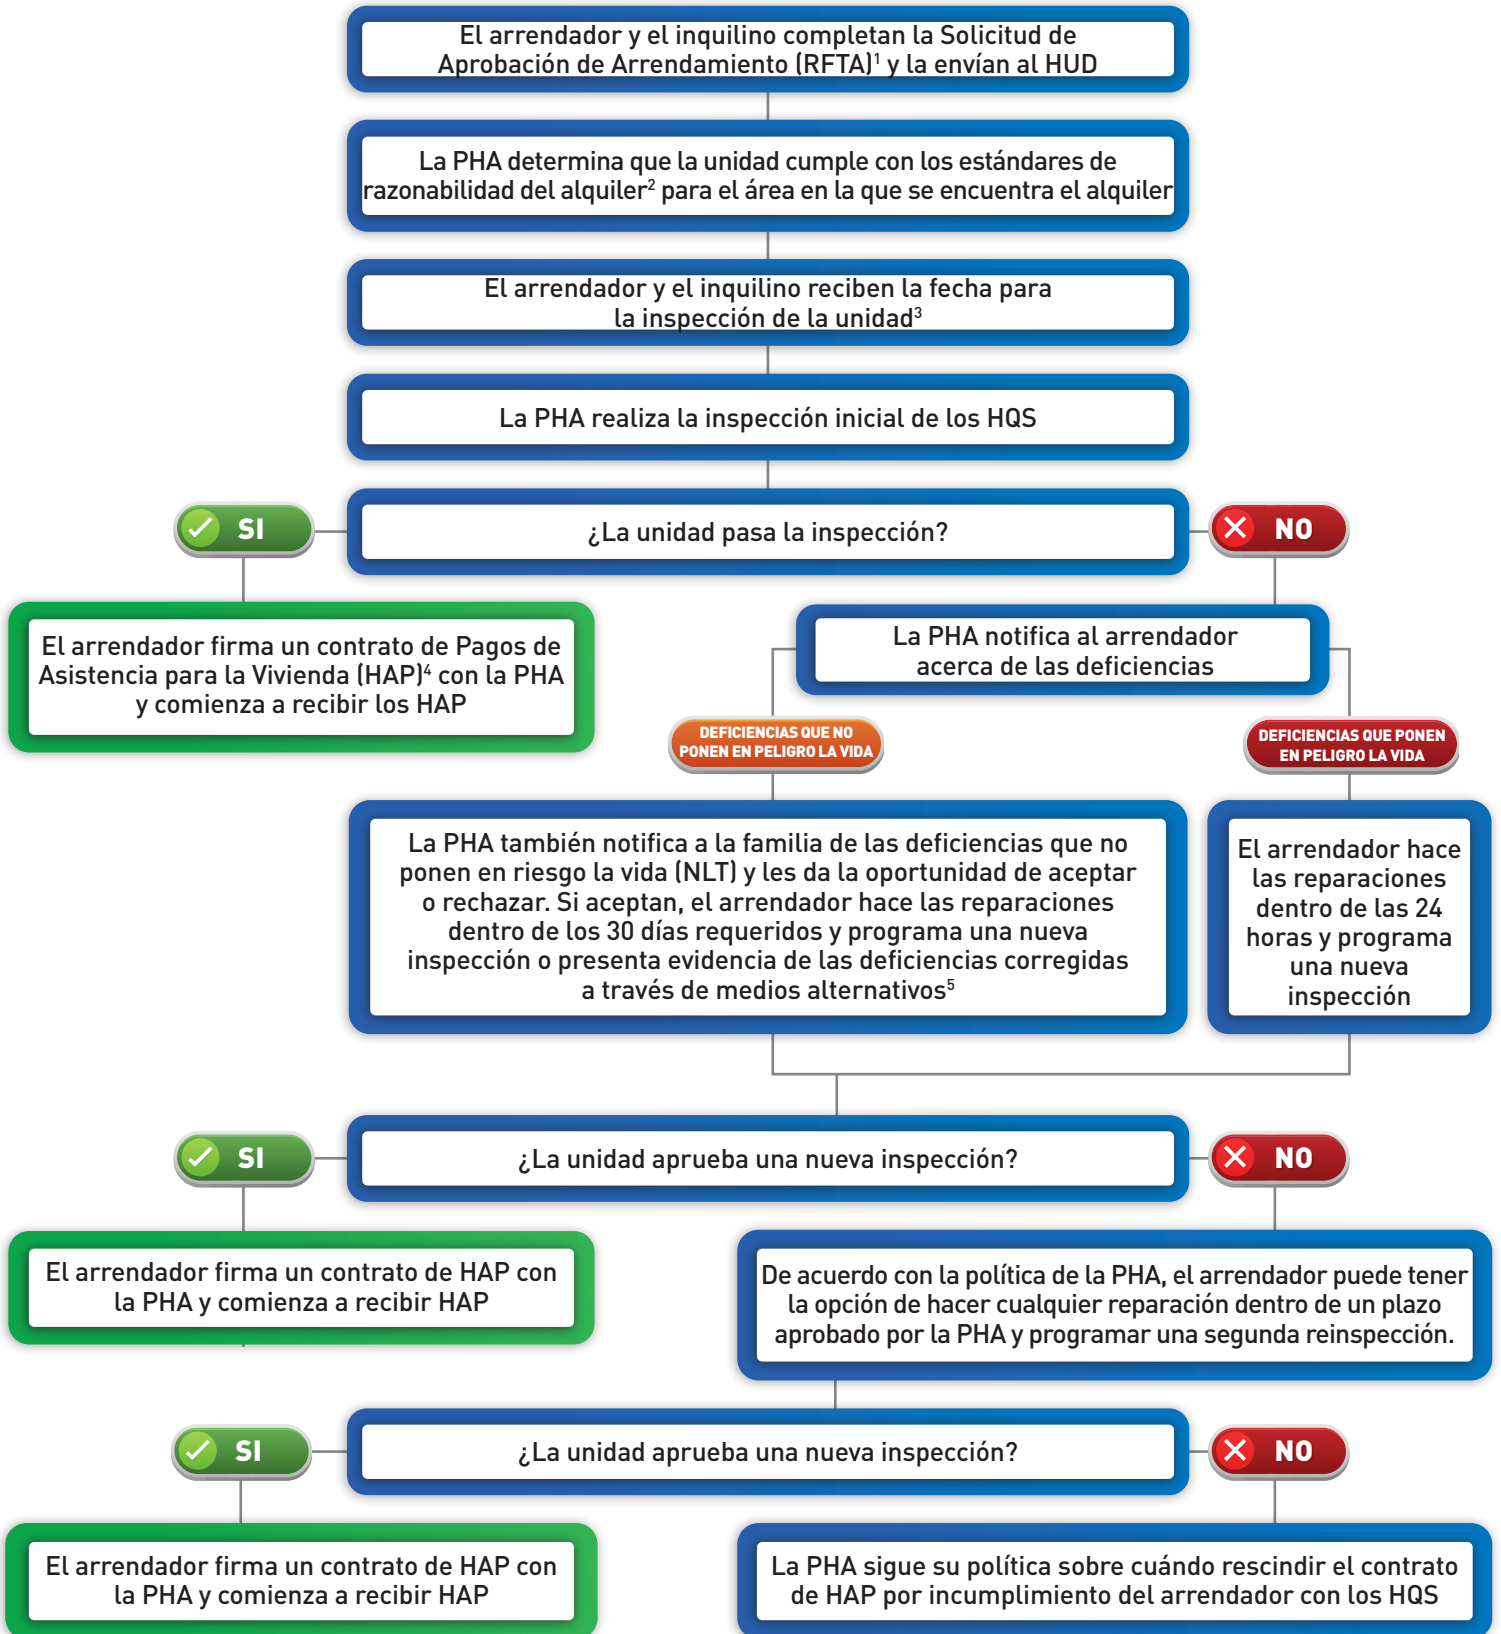 El arrendador y el inquilino completan la Solicitud de
Aprobación de Arrendamiento (RFTA)¹ y la envían al HUD
La PHA determina que la unidad cumple con los estándares de
razonabilidad del alquiler² para el área en la que se encuentra el alquiler
El arrendador y el inquilino reciben la fecha para
la inspección de la unidad³
La PHA realiza la inspección inicial de los HQS
SI
¿La unidad pasa la inspección?
NO
El arrendador firma un contrato de Pagos de
Asistencia para la Vivienda (HAP)⁴ con la PHA
y comienza a recibir los HAP
La PHA notifica al arrendador
acerca de las deficiencias
DEFICIENCIAS QUE NO
PONEN EN PELIGRO LA VIDA
DEFICIENCIAS QUE PONEN
EN PELIGRO LA VIDA
La PHA también notifica a la familia de las deficiencias que no
ponen en riesgo la vida (NLT) y les da la oportunidad de aceptar
o rechazar. Si aceptan, el arrendador hace las reparaciones
dentro de los 30 días requeridos y programa una nueva
inspección o presenta evidencia de las deficiencias corregidas
a través de medios alternativos⁵
El arrendador hace
las reparaciones
dentro de las 24
horas y programa
una nueva
inspección
SI
¿La unidad aprueba una nueva inspección?
NO
El arrendador firma un contrato de HAP con
la PHA y comienza a recibir HAP
De acuerdo con la política de la PHA, el arrendador puede tener
la opción de hacer cualquier reparación dentro de un plazo
aprobado por la PHA y programar una segunda reinspección.
SI
¿La unidad aprueba una nueva inspección?
NO
El arrendador firma un contrato de HAP con
la PHA y comienza a recibir HAP
La PHA sigue su política sobre cuándo rescindir el contrato
de HAP por incumplimiento del arrendador con los HQS